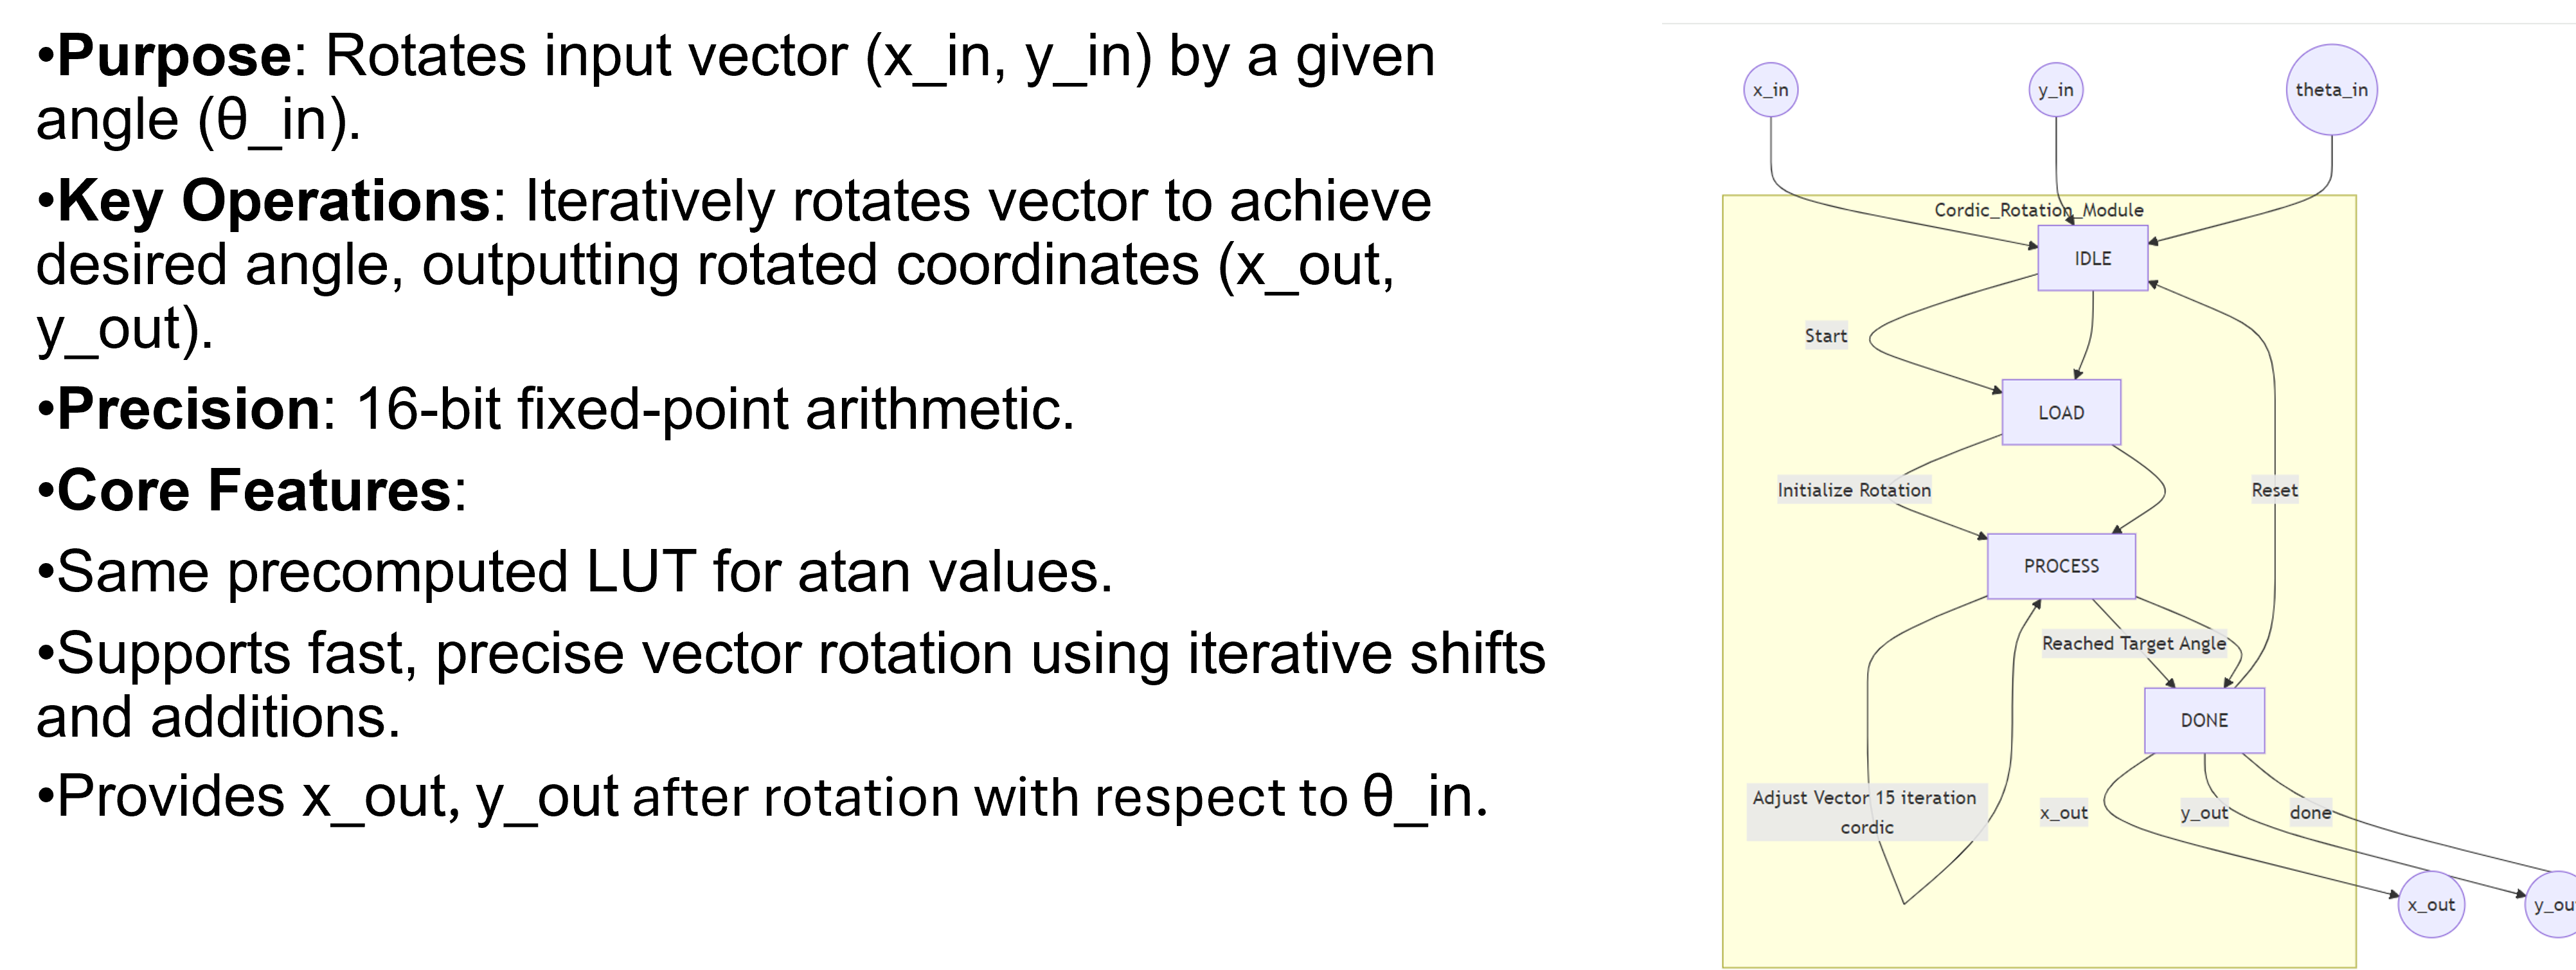 •Purpose: Rotates input vector (x_in, y_in) by a given
angle (θ_in).
•Key Operations: Iteratively rotates vector to achieve
desired angle, outputting rotated coordinates (x_out,
y_out).
•Precision: 16-bit fixed-point arithmetic.
•Core Features:
•Same precomputed LUT for atan values.
•Supports fast, precise vector rotation using iterative shifts
and additions.
•Provides x_out, y_out after rotation with respect to θ_in.
x_in
y_in
theta_in
Cordic_Rotation_Module
IDLE
Start
LOAD
Initialize Rotation
Reset
PROCESS
Reached Target Angle
DONE
Adjust Vector 15 iteration
cordic
x_out
y_out
done
x_out
y_ou